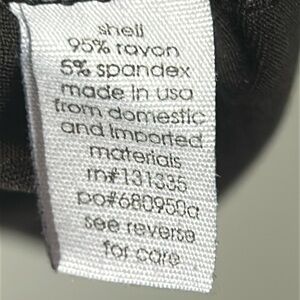 shell
95% rayon
5% spandex
made in usa
from domestic
and imported
materials
rn#131335
po#680950a
see reverse
for care